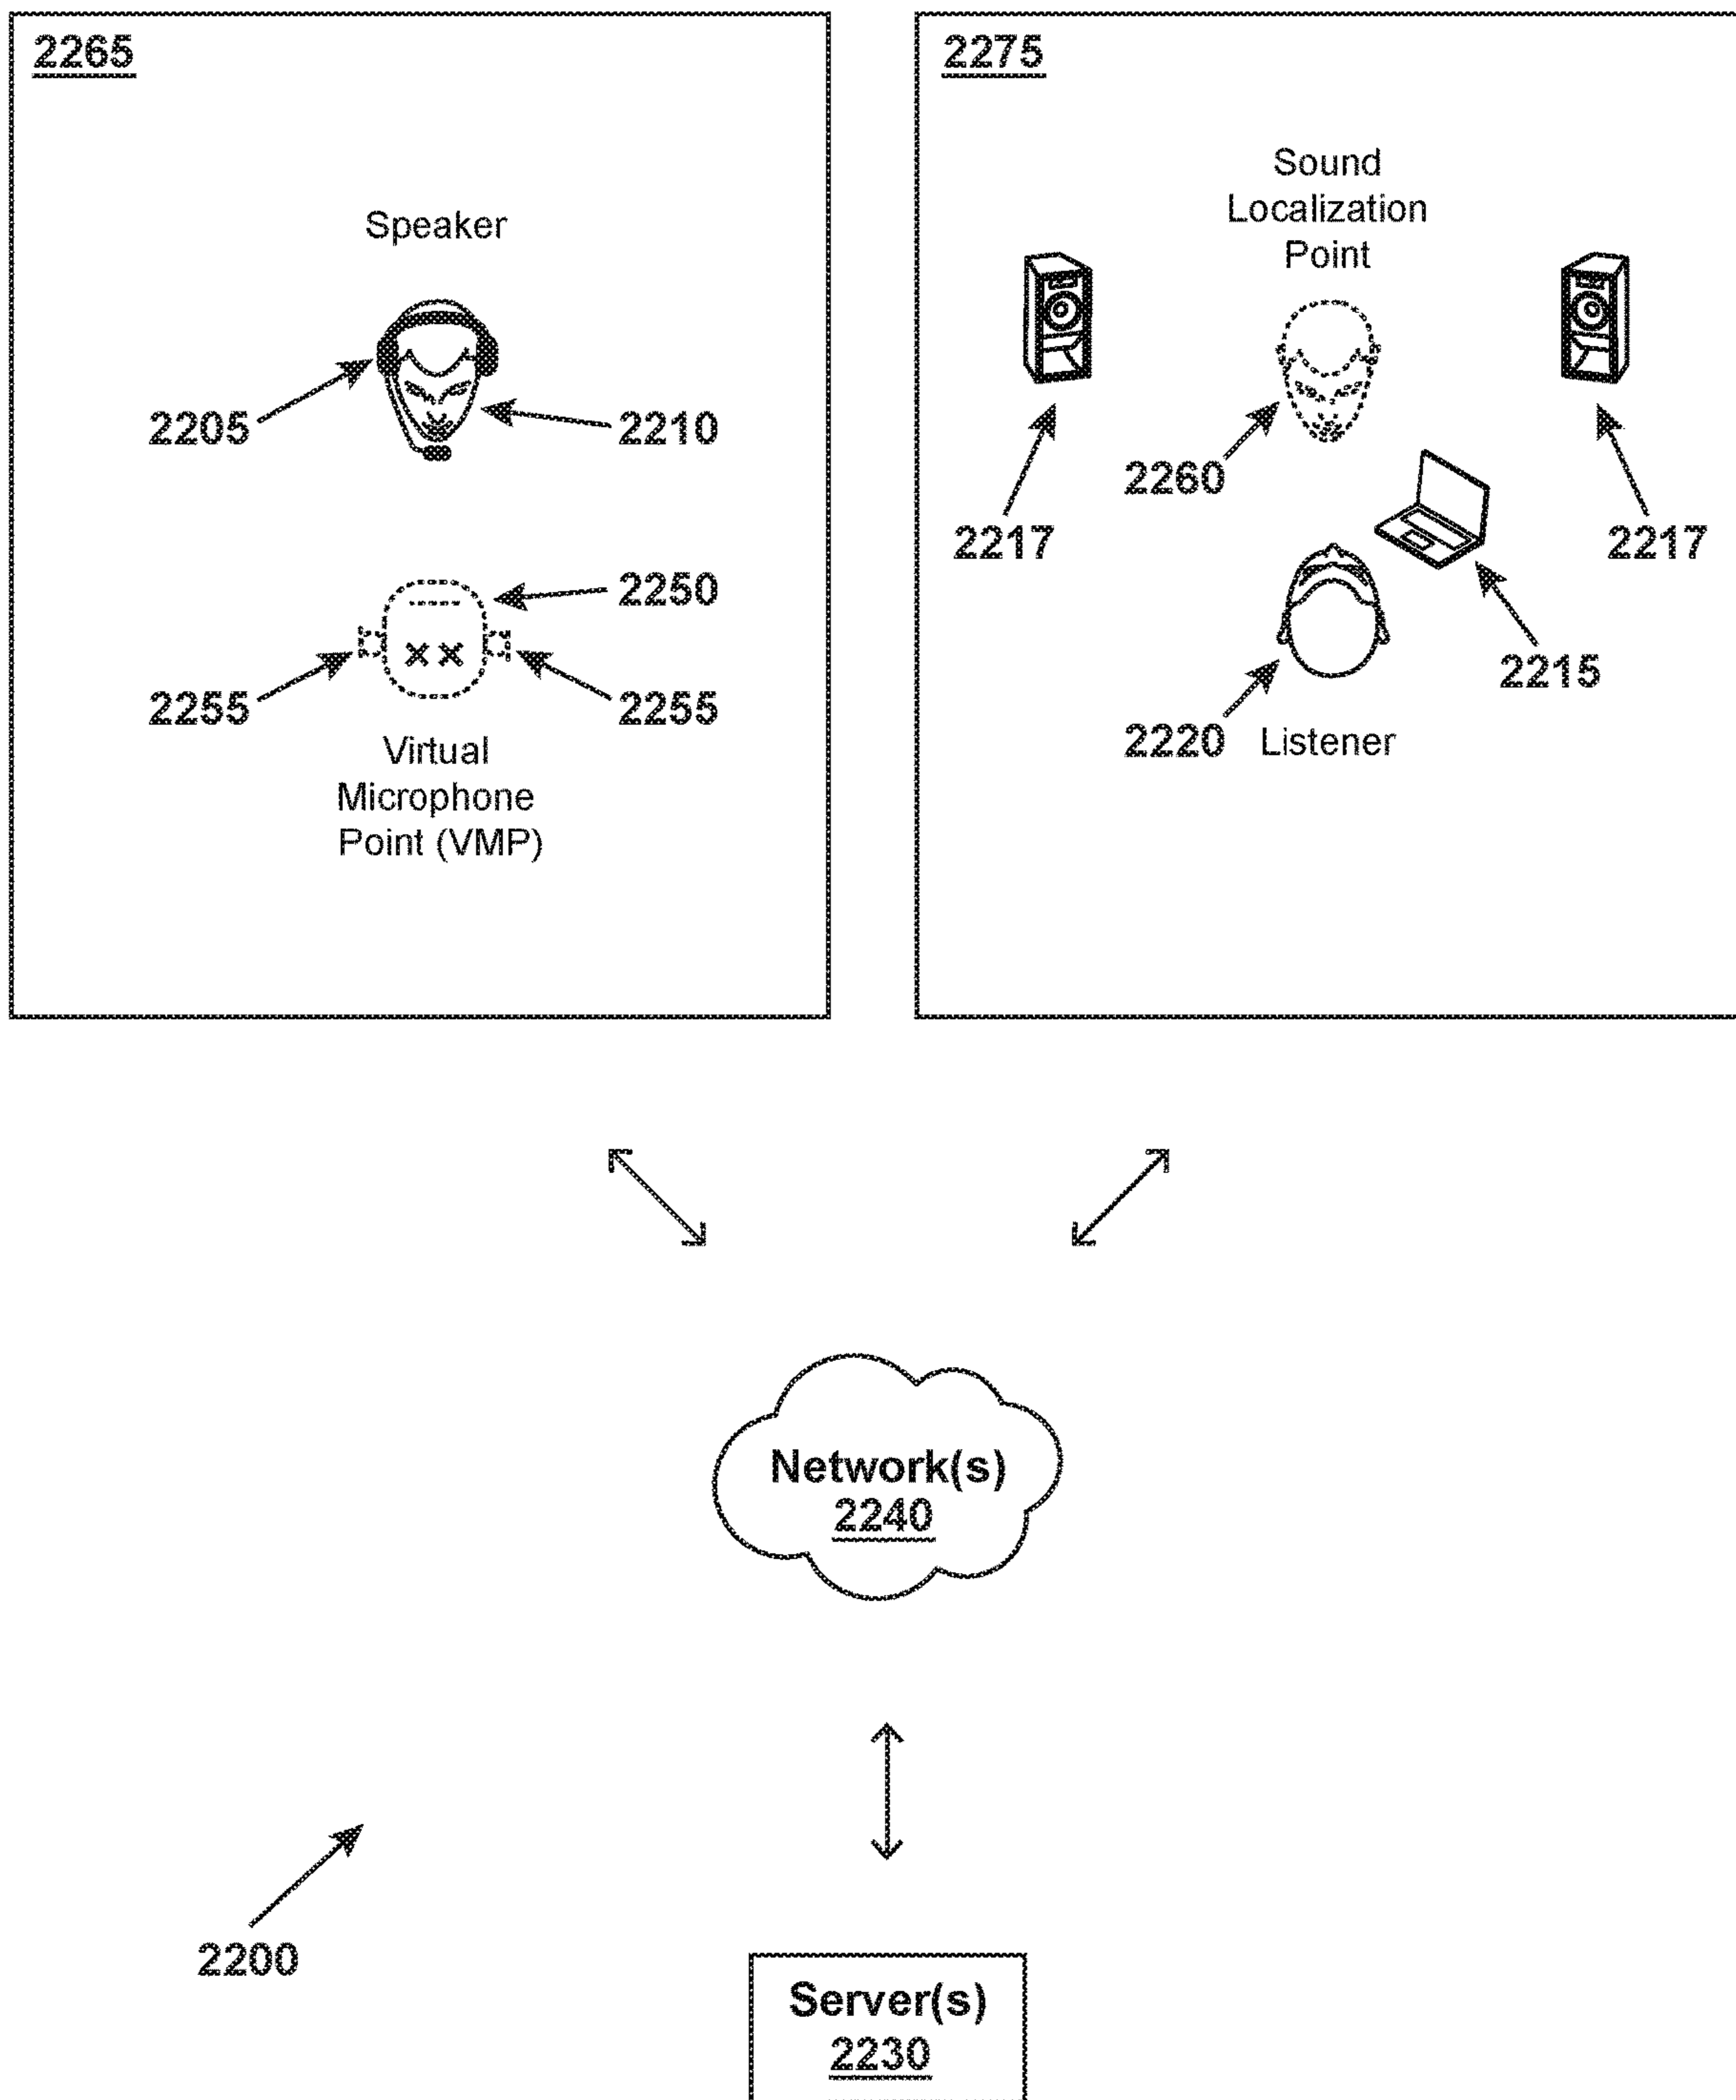 2265
Speaker
2205
2210
2250
2255
2255
Virtual
Microphone
Point (VMP)
2275
Sound
Localization
Point
2260
2217
2217
2215
2220 Listener
Network(s)
2240
2200
Server(s)
2230